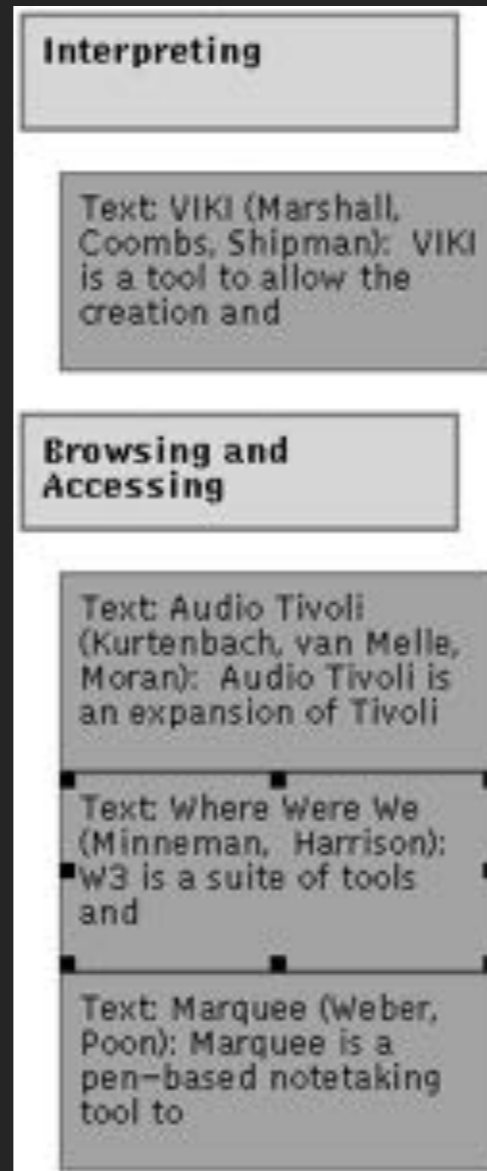 Interpreting
Text: VIKI (Marshall,
Coombs, Shipman): VIKI
is a tool to allow the
creation and
Browsing and
Accessing
Text: Audio Tivoli
(Kurtenbach, van Melle,
Moran): Audio Tivoli is
an expansion of Tivoli
Text: Where Were We
(Minneman, Harrison):
W3 is a suite of tools
and
Text: Marquee (Weber,
Poon): Marquee is a
pen-based notetaking
tool to